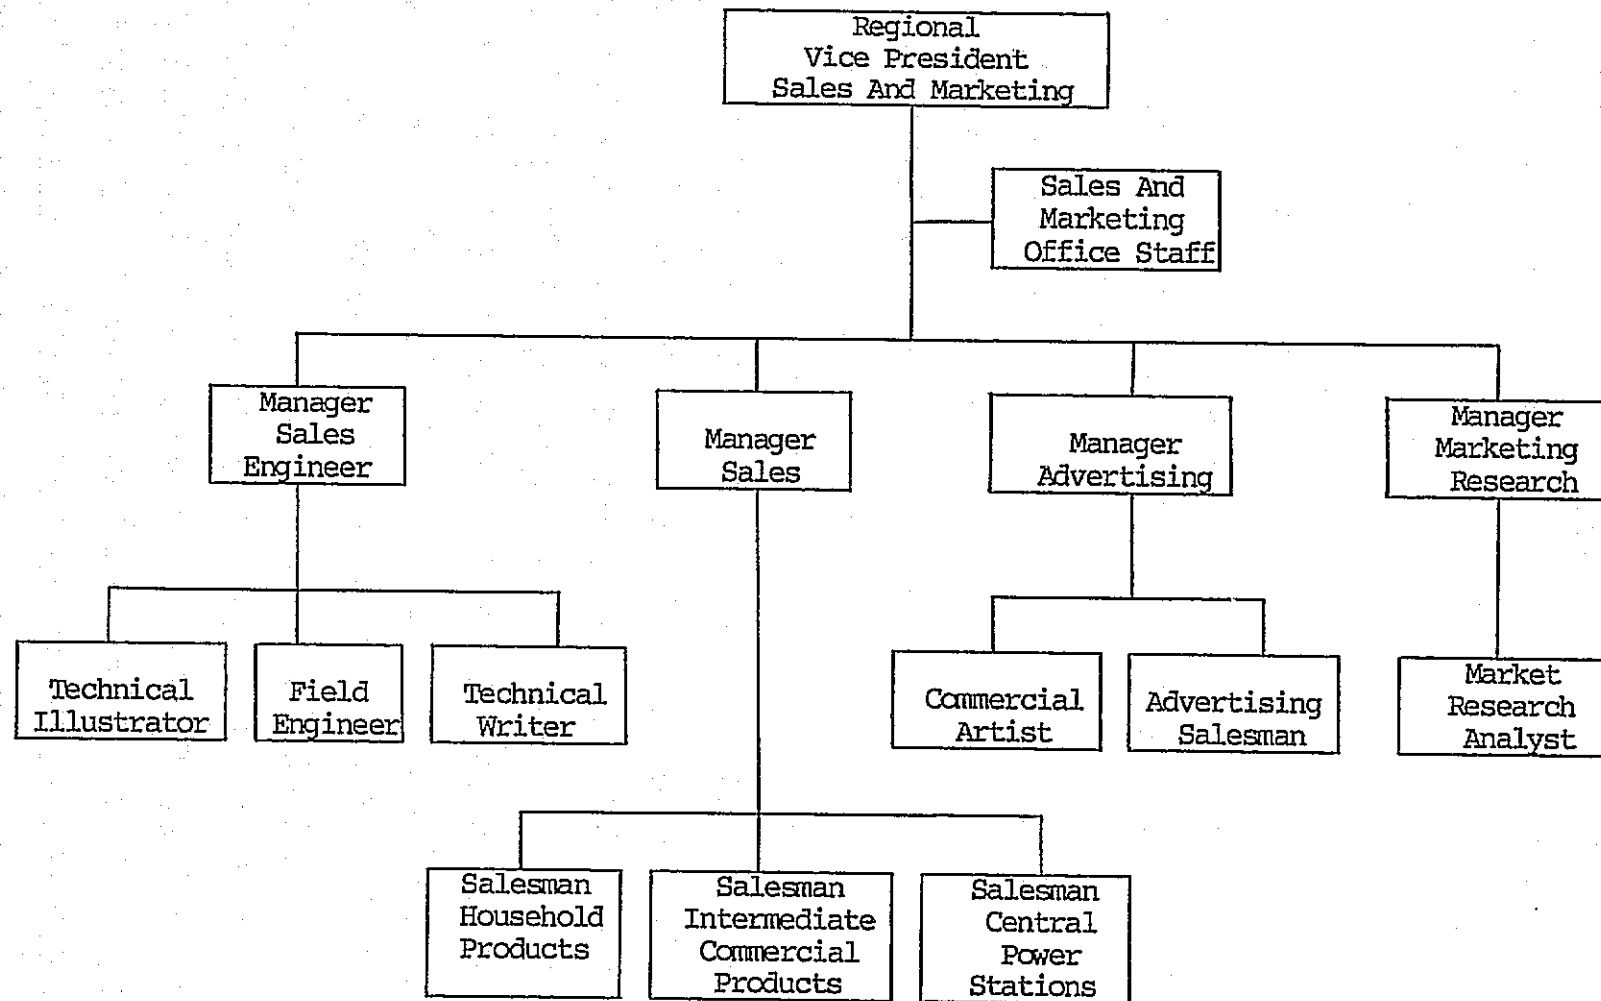 Regional
Vice President
Sales And Marketing
Sales And
Marketing
Office Staff
Manager
Sales
Engineer
Manager
Sales
Manager
Advertising
Manager
Marketing
Research
Technical
Illustrator
Field
Engineer
Technical
Writer
Commercial
Artist
Advertising
Salesman
Market
Research
Analyst
Salesman
Household
Products
Salesman
Intermediate
Commercial
Products
Salesman
Central
Power
Stations